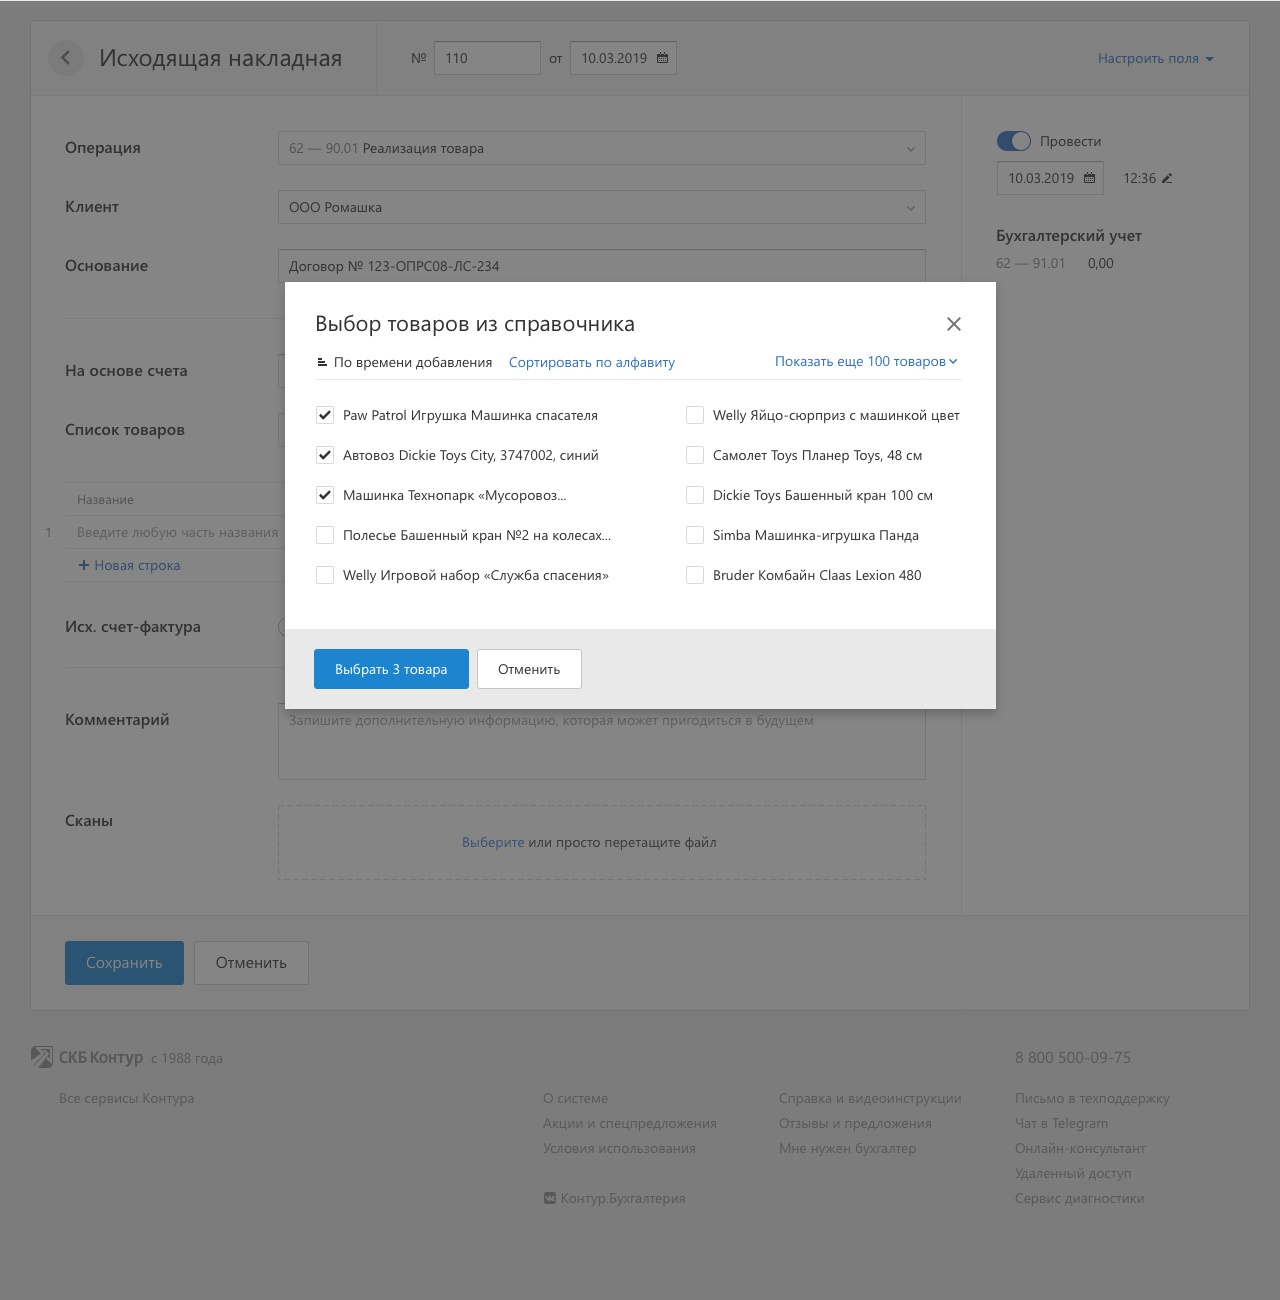 Исходящая накладная
№ 110 от 10.03.2019
Настроить поля
Операция
62 — 90.01 Реализация товара
Провести
10.03.2019 12:36
Клиент
ООО Ромашка
Основание
Договор № 123-ОПРС08-ЛС-234
Бухгалтерский учет
62 — 91.01 0,00
Выбор товаров из справочника
По времени добавления Сортировать по алфавиту Показать еще 100 товаров
Paw Patrol Игрушка Машинка спасателя
Автовоз Dickie Toys City, 3747002, синий
Машинка Технопарк «Мусоровоз...
Полесье Башенный кран №2 на колесах...
Welly Игровой набор «Служба спасения»
Welly Яйцо-сюрприз с машинкой цвет
Самолет Toys Планер Toys, 48 см
Dickie Toys Башенный кран 100 см
Simba Машинка-игрушка Панда
Bruder Комбайн Claas Lexion 480
Выбрать 3 товара Отменить
На основе счета
Список товаров
Название
1 Введите любую часть названия
Новая строка
Исх. счет-фактура
Комментарий
Запишите дополнительную информацию, которая может пригодиться в будущем
Сканы
Выберите или просто перетащите файл
Сохранить Отменить
СКБ Контур с 1988 года
Все сервисы Контура
О системе
Акции и спецпредложения
Условия использования
Контур.Бухгалтерия
Справка и видеоинструкции
Отзывы и предложения
Мне нужен бухгалтер
8 800 500-09-75
Письмо в техподдержку
Чат в Telegram
Онлайн-консультант
Удаленный доступ
Сервис диагностики